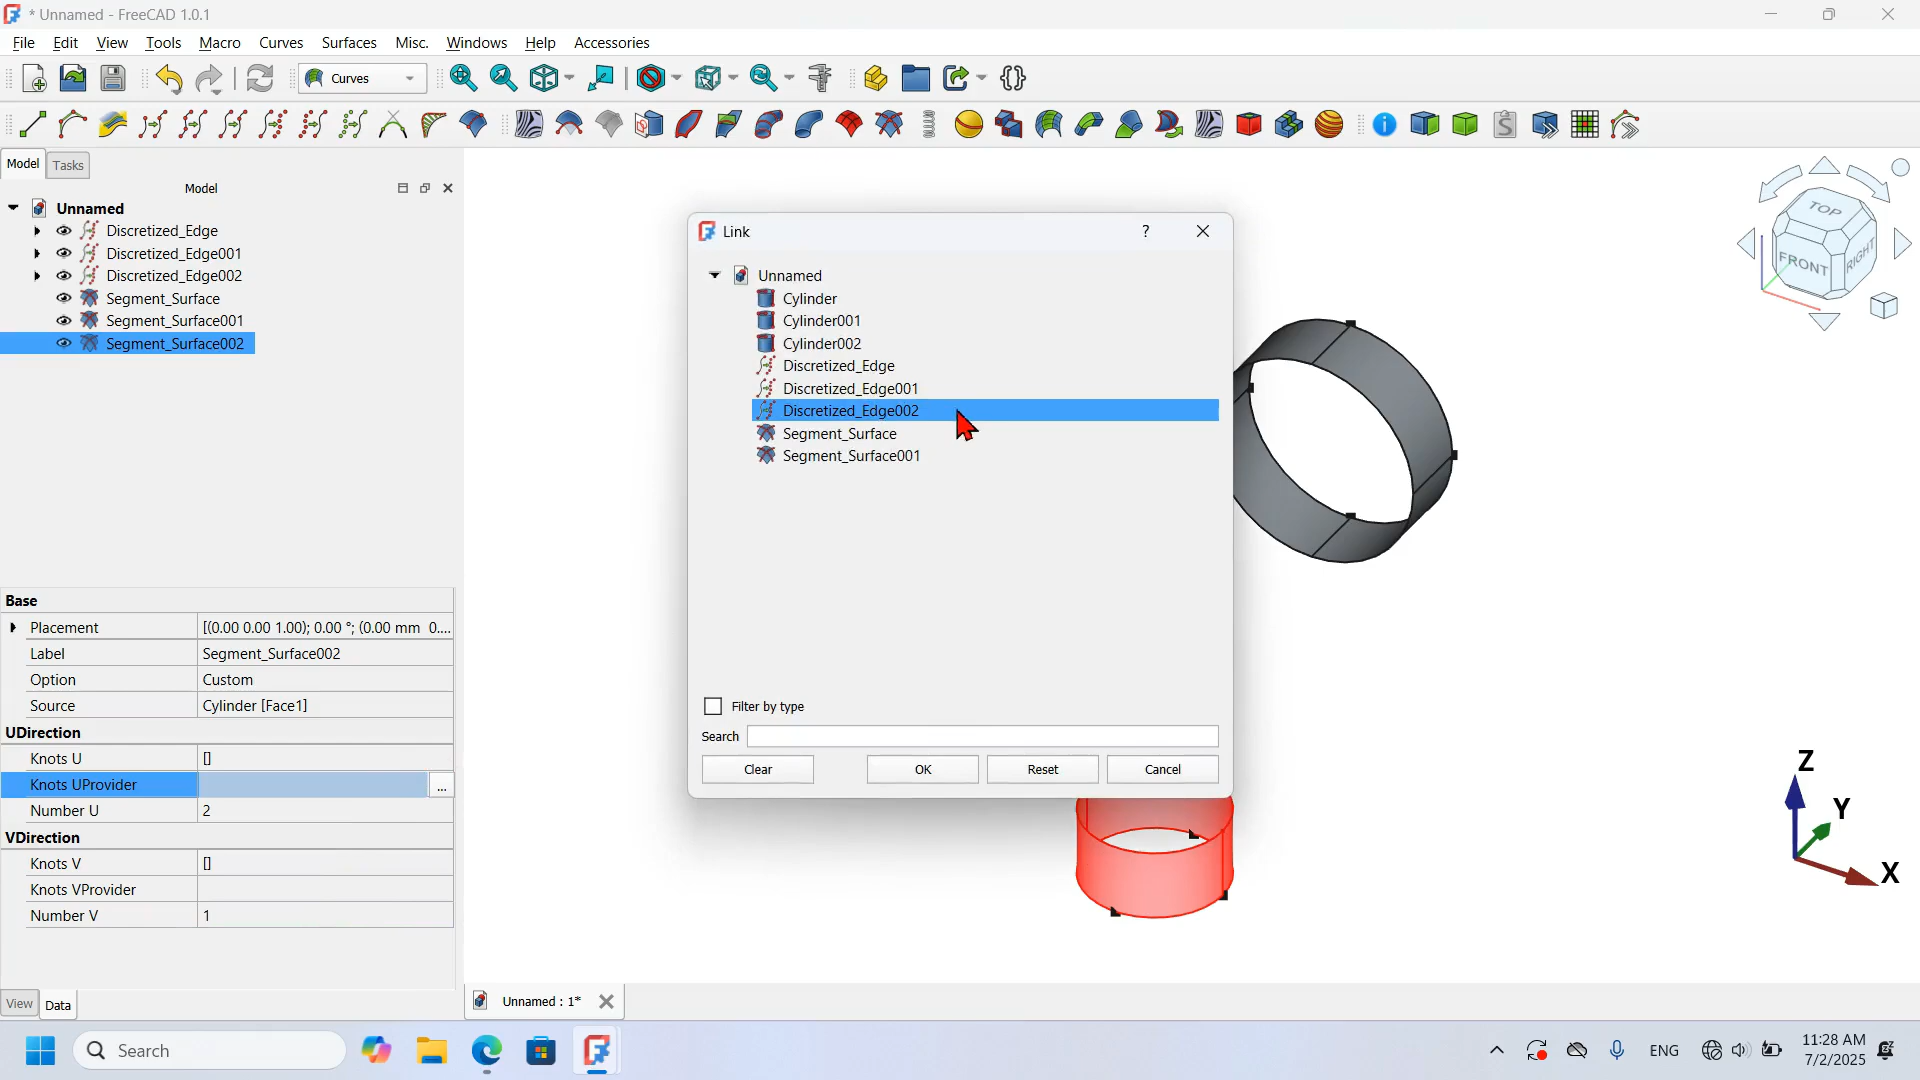 * Unnamed - FreeCAD 1.0.1
File Edit View Tools Macro Curves Surfaces Misc. Windows Help Accessories
Curves
Model Tasks
Model
Unnamed
Discretized_Edge
Discretized_Edge001
Discretized_Edge002
Segment_Surface
Segment_Surface001
Segment_Surface002
Link ?
Unnamed
Cylinder
Cylinder001
Cylinder002
Discretized_Edge
Discretized_Edge001
Discretized_Edge002
Segment_Surface
Segment_Surface001
Filter by type
Search
Clear OK Reset Cancel
TOP
FRONT
RIGHT
Z
Y
X
Base
Placement [(0.00 0.00 1.00); 0.00 °; (0.00 mm 0....
Label Segment_Surface002
Option Custom
Source Cylinder [Face1]
UDirection
Knots U []
Knots UProvider ...
Number U 2
VDirection
Knots V []
Knots VProvider
Number V 1
View Data
Unnamed : 1*
Search
ENG
11:28 AM
7/2/2025